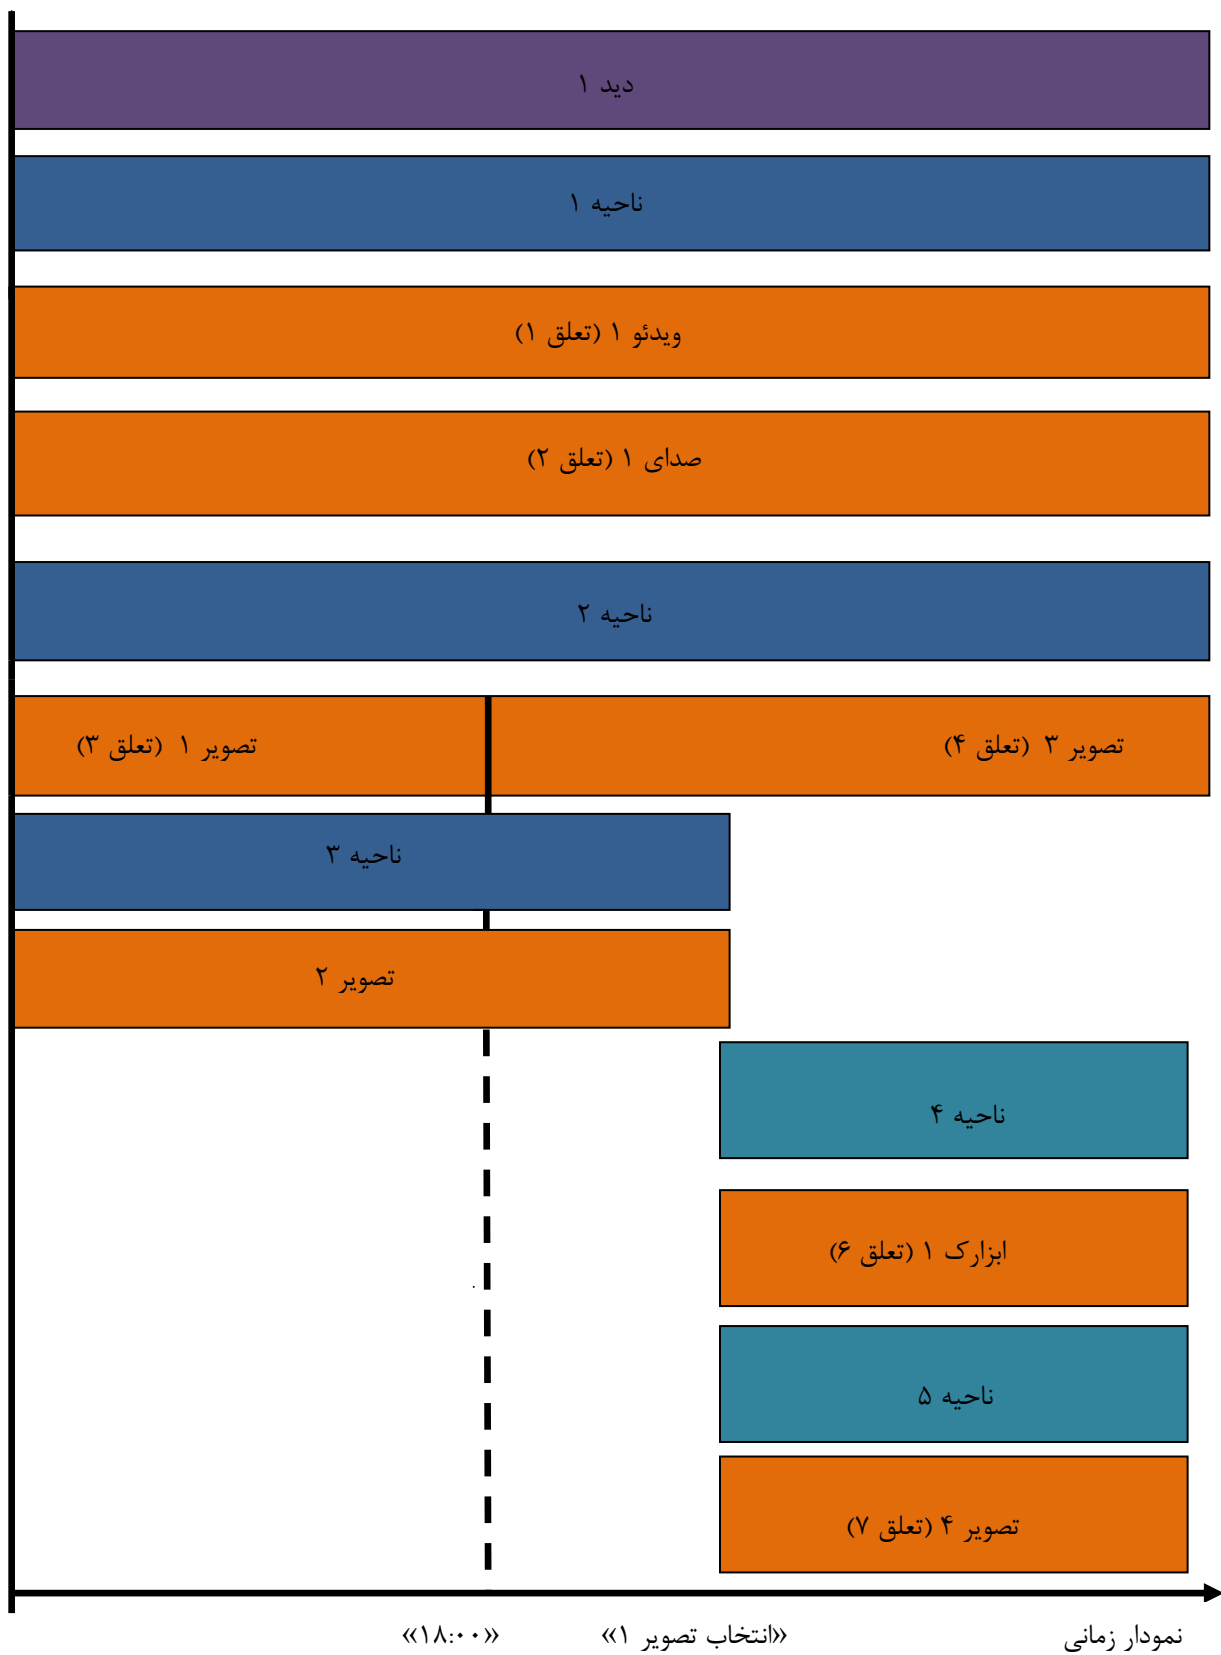 دید ۱
ناحیه ۱
ویدئو ۱ (تعلق ۱)
صدای ۱ (تعلق ۲)
ناحیه ۲
تصویر ۳ (تعلق ۴)
تصویر ۱ (تعلق ۳)
ناحیه ۳
تصویر ۲
ناحیه ۴
ابزارک ۱ (تعلق ۶)
ناحیه ۵
تصویر ۴ (تعلق ۷)
نمودار زمانی
«انتخاب تصویر ۱»
«۱۸:۰۰»